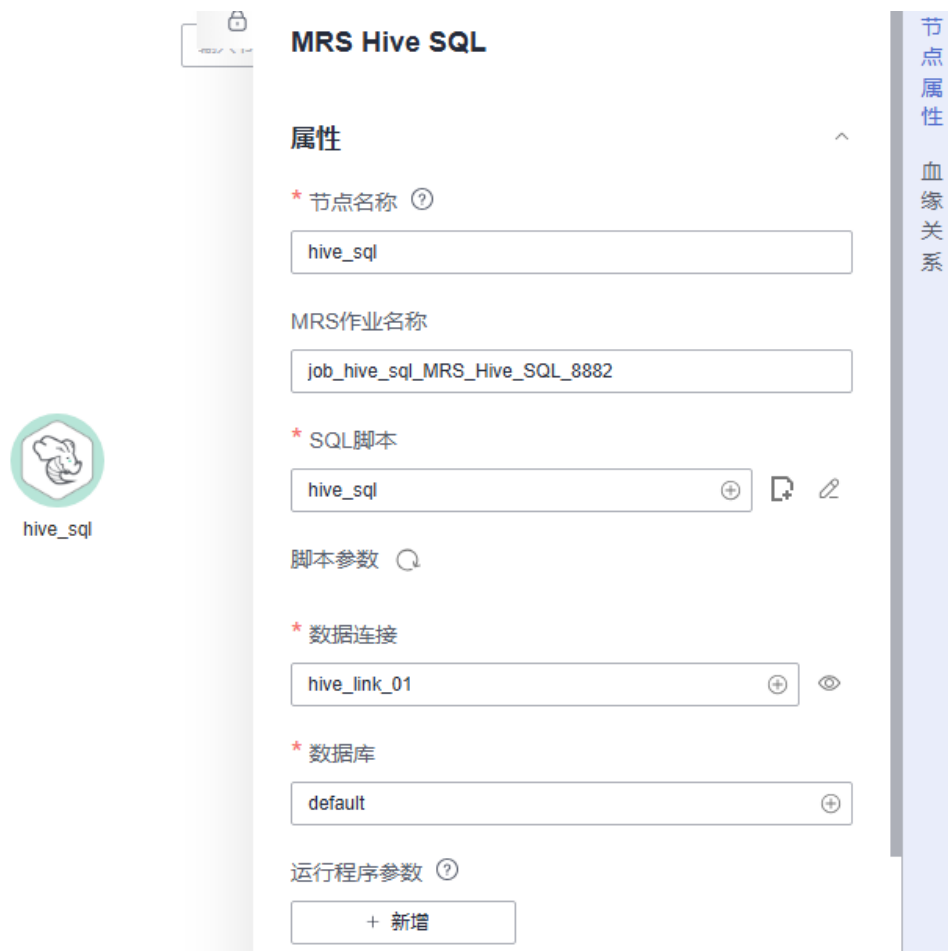 MRS Hive SQL
属性
* 节点名称
hive_sql
MRS作业名称
job_hive_sql_MRS_Hive_SQL_8882
* SQL脚本
hive_sql
脚本参数
* 数据连接
hive_link_01
* 数据库
default
运行程序参数
+ 新增
hive_sql
节点属性
血缘关系